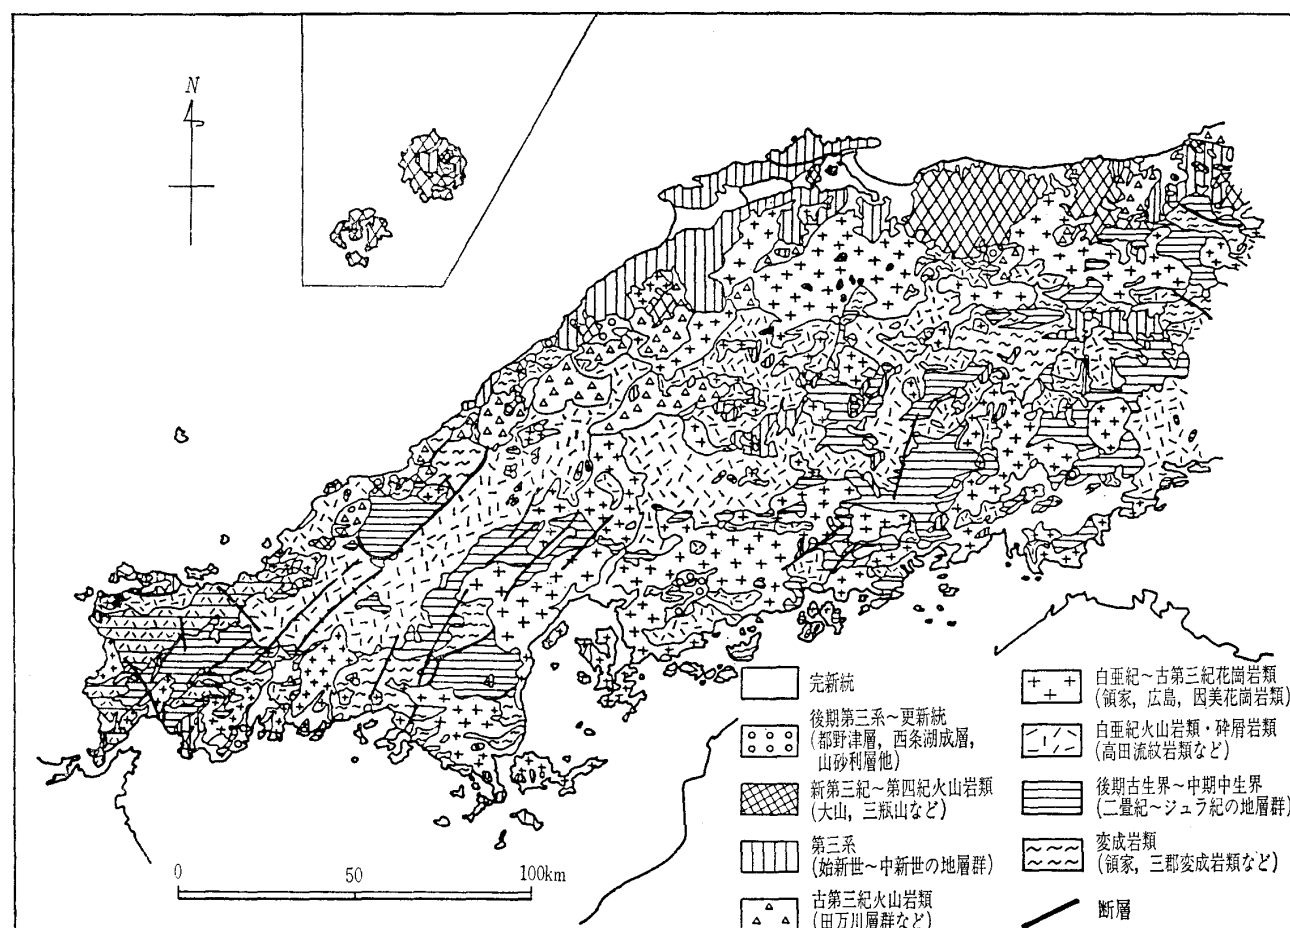 N
完新統
後期第三系～更新統
(都野津層，西条湖成層，
山砂利層他)
新第三紀～第四紀火山岩類
(大山，三瓶山など)
第三系
(始新世～中新世の地層群)
古第三紀火山岩類
(田万川層群など)
白亜紀～古第三紀花崗岩類
(領家，広島，因美花崗岩類)
白亜紀火山岩類・砕屑岩類
(高田流紋岩類など)
後期古生界～中期中生界
(二畳紀～ジュラ紀の地層群)
変成岩類
(領家，三郡変成岩類など)
断層
0 50 100km